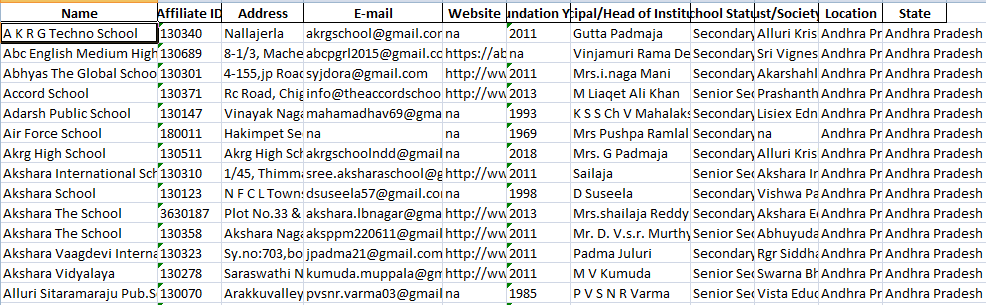 Name Affiliate ID Address E-mail Website undation Y ipal/Head of Institu chool Statu ust/Society Location State
A K R G Techno School 130340 Nallajerla akrgschool@gmail.con na 2011 Gutta Padmaja Secondary Alluri Kris Andhra Pr Andhra Pradesh
Abc English Medium High 130689 8-1/3, Mache abcpgrl2015@gmail.co https://ab na Vinjamuri Rama De Secondary Sri Vignes Andhra Pr Andhra Pradesh
Abhyas The Global Schoo 130301 4-155,jp Road syjdora@gmail.com http://ww 2011 Mrs.i.naga Mani Secondary Akarshahl Andhra Pr Andhra Pradesh
Accord School 130371 Rc Road, Chig info@theaccordschoo http://ww 2013 M Liaqet Ali Khan Senior Sec Prashanth Andhra Pr Andhra Pradesh
Adarsh Public School 130147 Vinayak Naga mahamadhav69@gma na 1993 K S S Ch V Mahalaks Secondary Lisiex Edn Andhra Pr Andhra Pradesh
Air Force School 180011 Hakimpet Se na na 1969 Mrs Pushpa Ramlal Secondary na Andhra Pr Andhra Pradesh
Akrg High School 130511 Akrg High Sch akrgschoolndd@gmail na 2018 Mrs. G Padmaja Secondary Alluri Kris Andhra Pr Andhra Pradesh
Akshara International Sch 130310 1/45, Thimma sree.aksharaschool@g http://ww 2011 Sailaja Senior Sec Akshara E Andhra Pr Andhra Pradesh
Akshara School 130123 N F C L Towns dsuseela57@gmail.cor na 1998 D Suseela Secondary Vishwa Pa Andhra Pr Andhra Pradesh
Akshara The School 3630187 Plot No.33 & akshara.lbnagar@gma http://ww 2013 Mrs.shailaja Reddy Secondary Akshara E Andhra Pr Andhra Pradesh
Akshara The School 130358 Akshara Naga aksppm220611@gmail http://ww 2011 Mr. D. V.s.r. Murthy Senior Sec Abhuyuda Andhra Pr Andhra Pradesh
Akshara Vaagdevi Interna 130323 Sy.no:703,bo jpadma21@gmail.com http://ww 2011 Padma Juluri Secondary Rgr Siddha Andhra Pr Andhra Pradesh
Akshara Vidyalaya 130278 Saraswathi N kumuda.muppala@gn http://ww 2011 M V Kumuda Senior Sec Swarna Bh Andhra Pr Andhra Pradesh
Alluri Sitaramaraju Pub.S 130070 Arakkuvalley pvsnr.varma03@gmail na 1985 P V S N R Varma Senior Sec Vista Educ Andhra Pr Andhra Pradesh